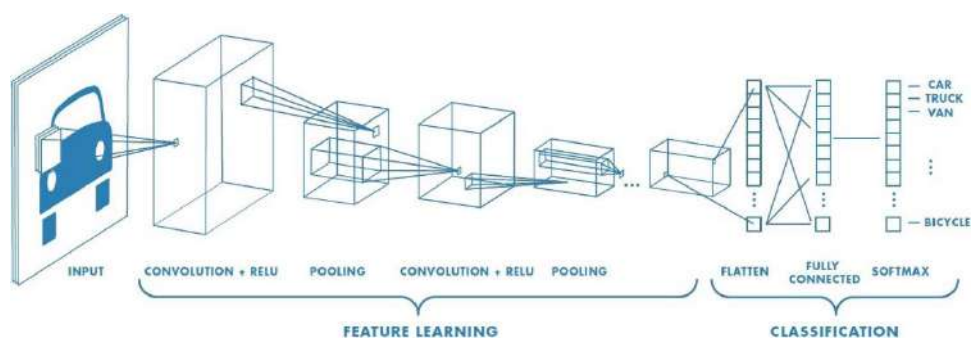 CAR
TRUCK
VAN
BICYCLE
INPUT
CONVOLUTION + RELU
POOLING
CONVOLUTION + RELU
POOLING
FLATTEN
FULLY
CONNECTED
SOFTMAX
FEATURE LEARNING
CLASSIFICATION